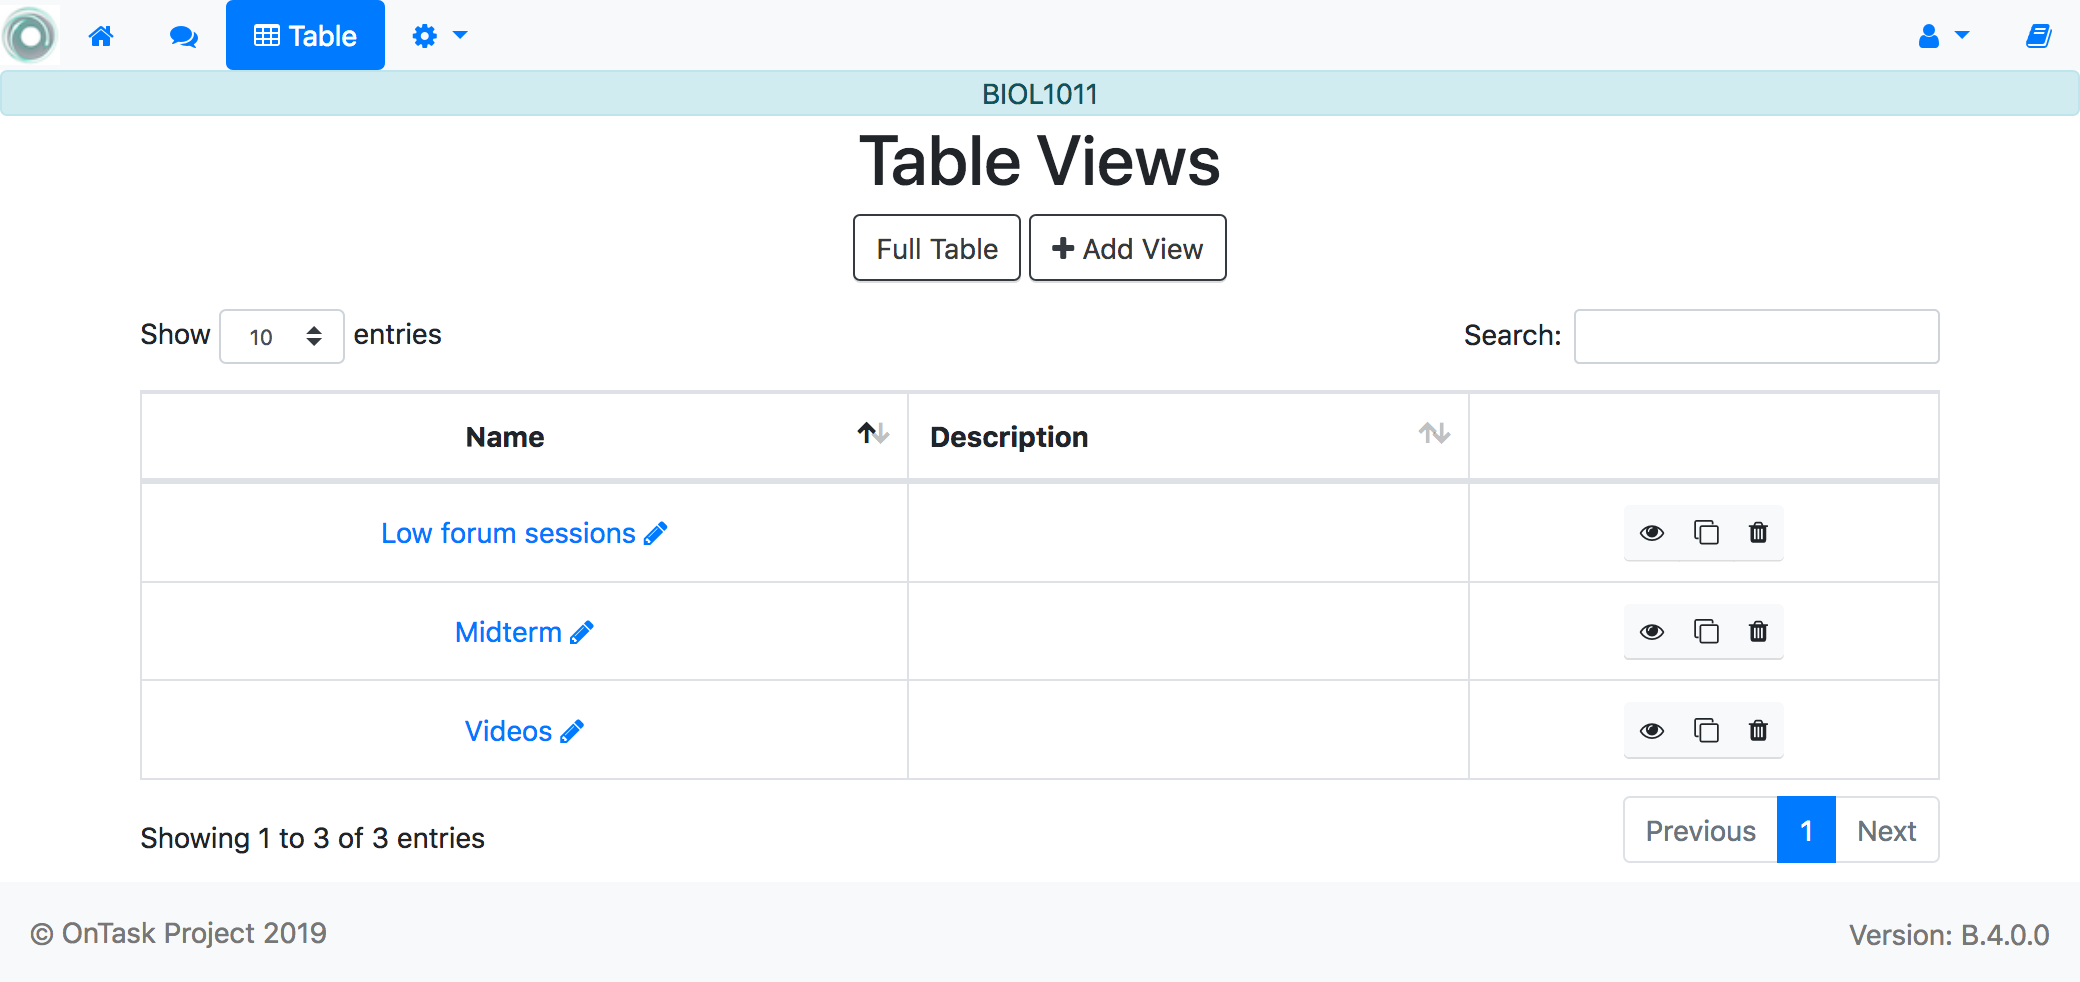 Table
BIOL1011
Table Views
Full Table Add View
Show 10 entries Search:
Name Description
Low forum sessions
Midterm
Videos
Showing 1 to 3 of 3 entries Previous 1 Next
© OnTask Project 2019 Version: B.4.0.0